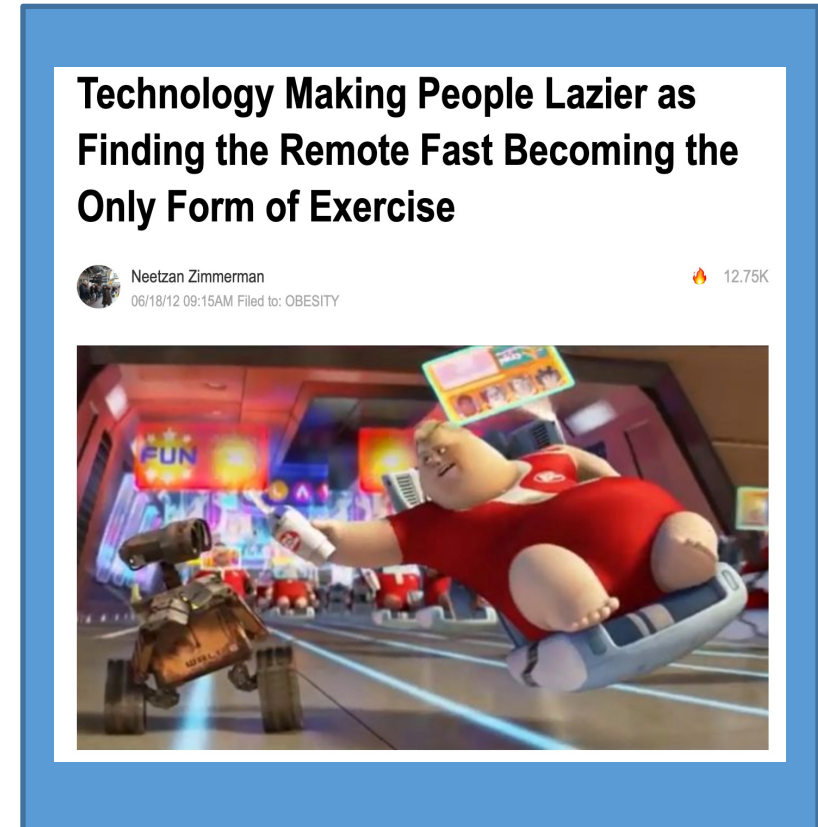 Technology Making People Lazier as
Finding the Remote Fast Becoming the
Only Form of Exercise
Neetzan Zimmerman
🔥 12.75K
06/18/12 09:15AM Filed to: OBESITY
FUN
WALL